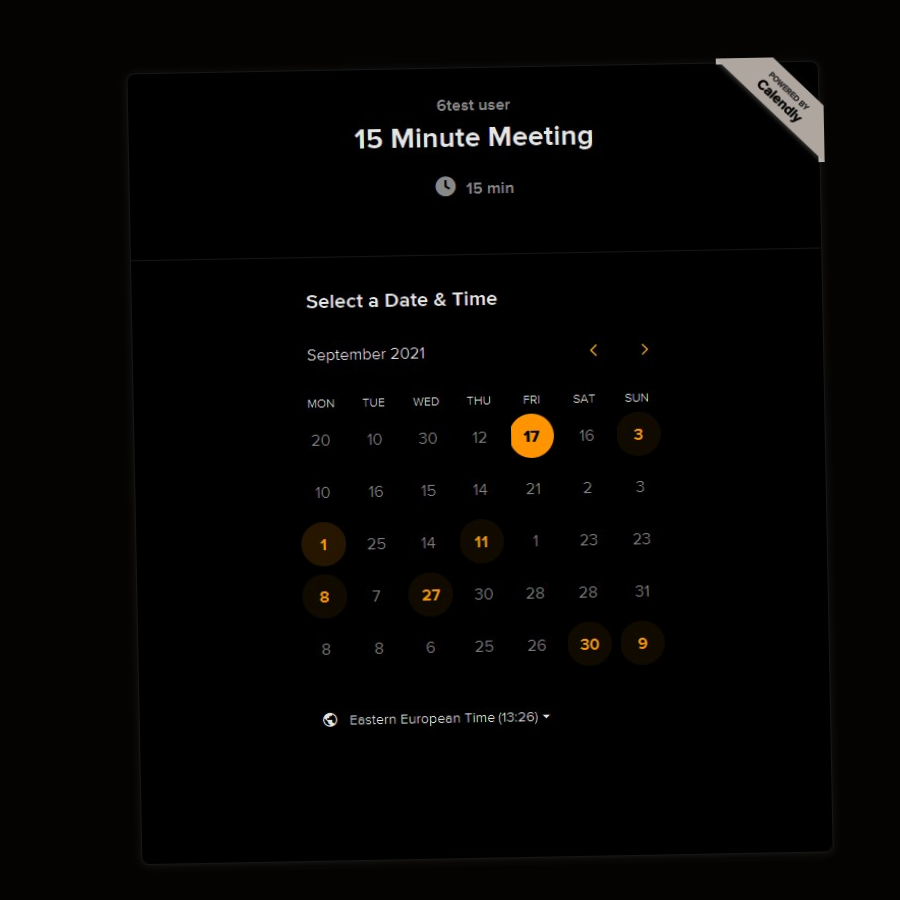 POWERED BY
Calendly
6test user
15 Minute Meeting
15 min
Select a Date & Time
September 2021
MON TUE WED THU FRI SAT SUN
20 10 30 12 17 16 3
10 16 15 14 21 2 3
1 25 14 11 1 23 23
8 7 27 30 28 28 31
8 8 6 25 26 30 9
Eastern European Time (13:26)